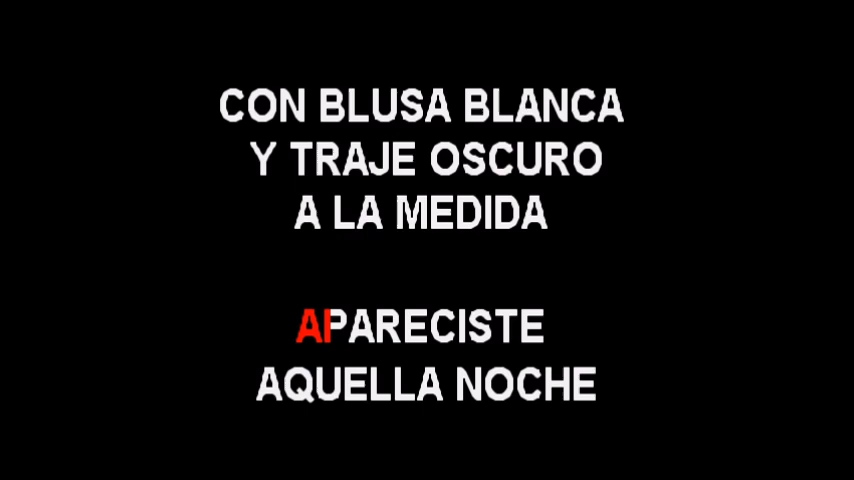 CON BLUSA BLANCA
Y TRAJE OSCURO
A LA MEDIDA
APARECISTE
AQUELLA NOCHE